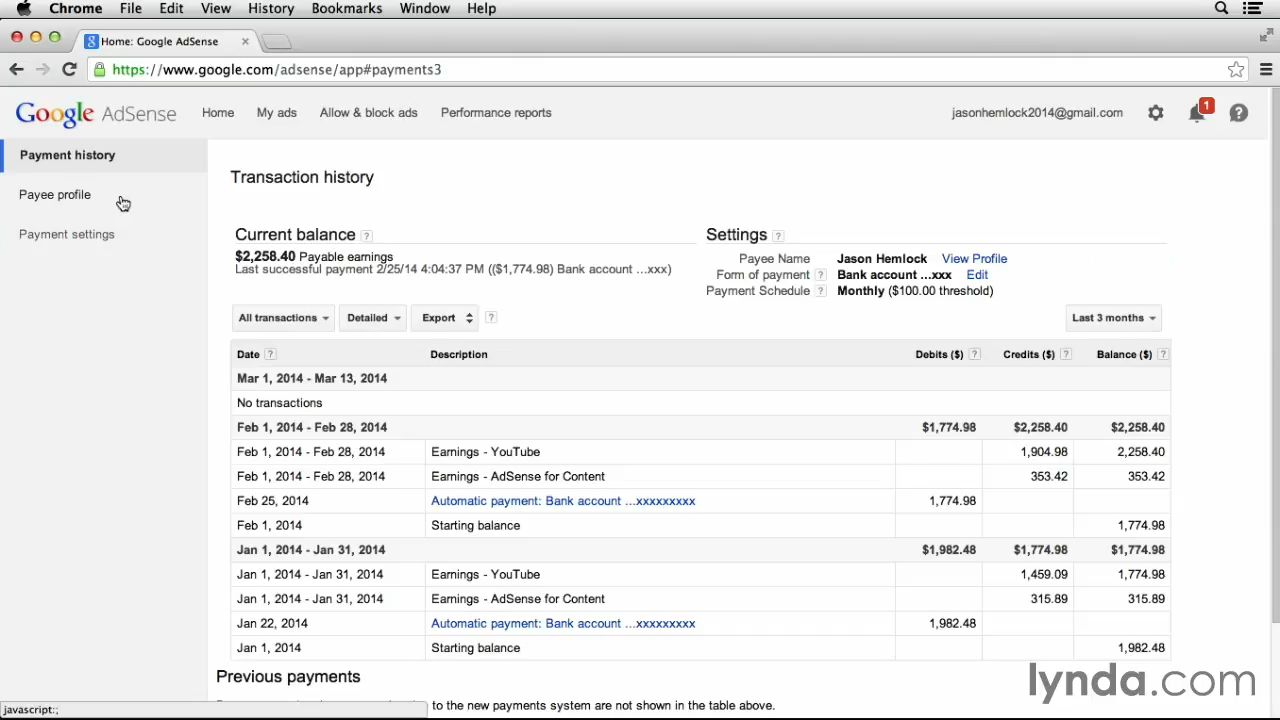 Chrome File Edit View History Bookmarks Window Help
Home: Google AdSense ×
https://www.google.com/adsense/app#payments3
Google AdSense Home My ads Allow & block ads Performance reports jasonhemlock2014@gmail.com 1 ?
Payment history
Payee profile
Payment settings
Transaction history
Current balance ?
$2,258.40 Payable earnings
Last successful payment 2/25/14 4:04:37 PM (($1,774.98) Bank account ...xxx)
Settings ?
Payee Name Jason Hemlock View Profile
Form of payment ? Bank account ...xxx Edit
Payment Schedule ? Monthly ($100.00 threshold)
All transactions Detailed Export ? Last 3 months
Date ? Description Debits ($) ? Credits ($) ? Balance ($) ?
Mar 1, 2014 - Mar 13, 2014
No transactions
Feb 1, 2014 - Feb 28, 2014 $1,774.98 $2,258.40 $2,258.40
Feb 1, 2014 - Feb 28, 2014 Earnings - YouTube 1,904.98 2,258.40
Feb 1, 2014 - Feb 28, 2014 Earnings - AdSense for Content 353.42 353.42
Feb 25, 2014 Automatic payment: Bank account ...xxxxxxxxx 1,774.98
Feb 1, 2014 Starting balance 1,774.98
Jan 1, 2014 - Jan 31, 2014 $1,982.48 $1,774.98 $1,774.98
Jan 1, 2014 - Jan 31, 2014 Earnings - YouTube 1,459.09 1,774.98
Jan 1, 2014 - Jan 31, 2014 Earnings - AdSense for Content 315.89 315.89
Jan 22, 2014 Automatic payment: Bank account ...xxxxxxxxx 1,982.48
Jan 1, 2014 Starting balance 1,982.48
Previous payments
to the new payments system are not shown in the table above.
javascript:;
lynda.com